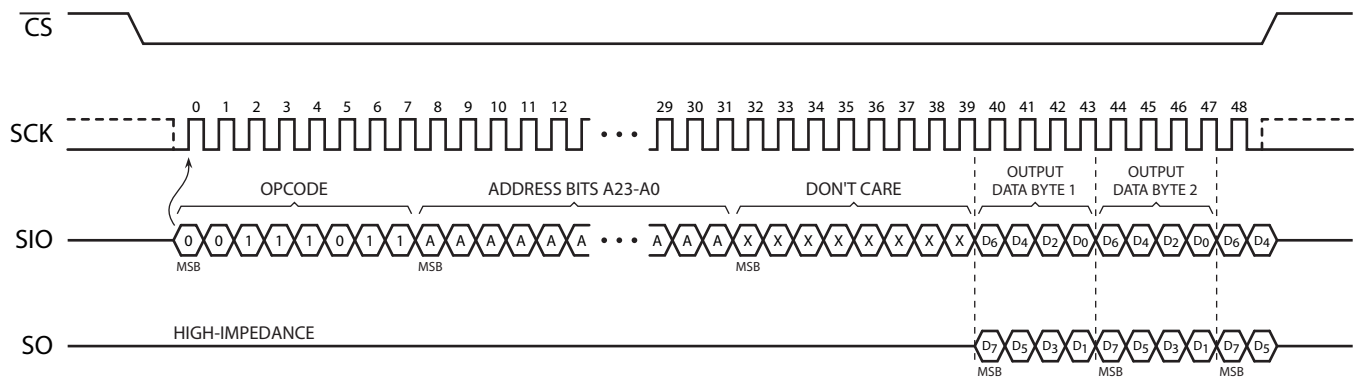 CS
0 1 2 3 4 5 6 7 8 9 10 11 12 29 30 31 32 33 34 35 36 37 38 39 40 41 42 43 44 45 46 47 48
SCK
OPCODE ADDRESS BITS A23-A0 DON'T CARE OUTPUT DATA BYTE 1 OUTPUT DATA BYTE 2
SIO 0 0 1 1 1 0 1 1 A A A A A A • • • A A A X X X X X X X X D6 D4 D2 D0 D6 D4 D2 D0 D6 D4
MSB MSB MSB
HIGH-IMPEDANCE
SO D7 D5 D3 D1 D7 D5 D3 D1 D7 D5
MSB MSB MSB